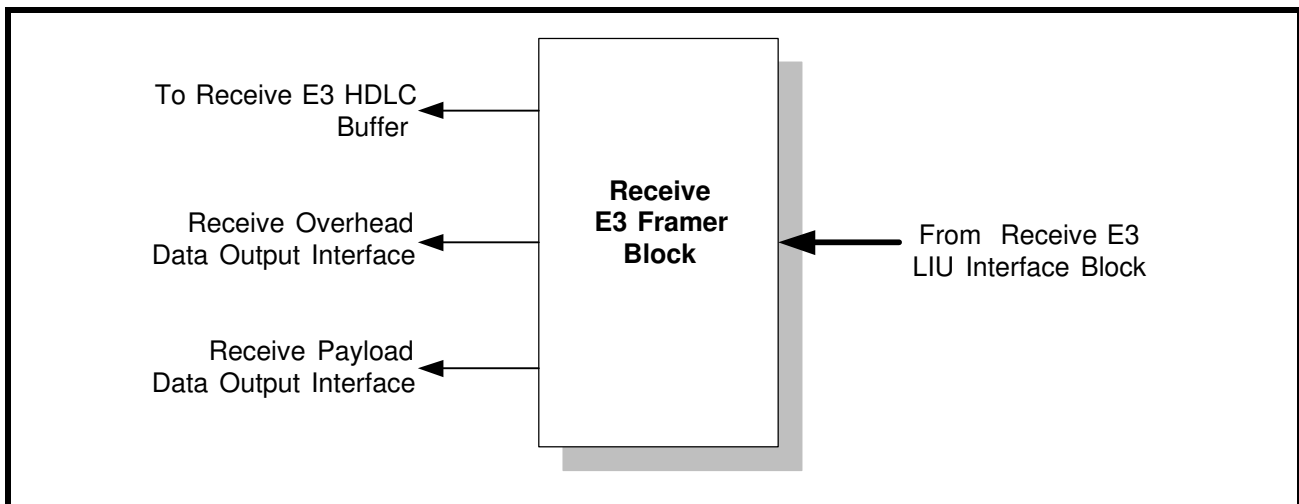 To Receive E3 HDLC
Buffer
Receive Overhead
Data Output Interface
Receive Payload
Data Output Interface
Receive
E3 Framer
Block
From Receive E3
LIU Interface Block